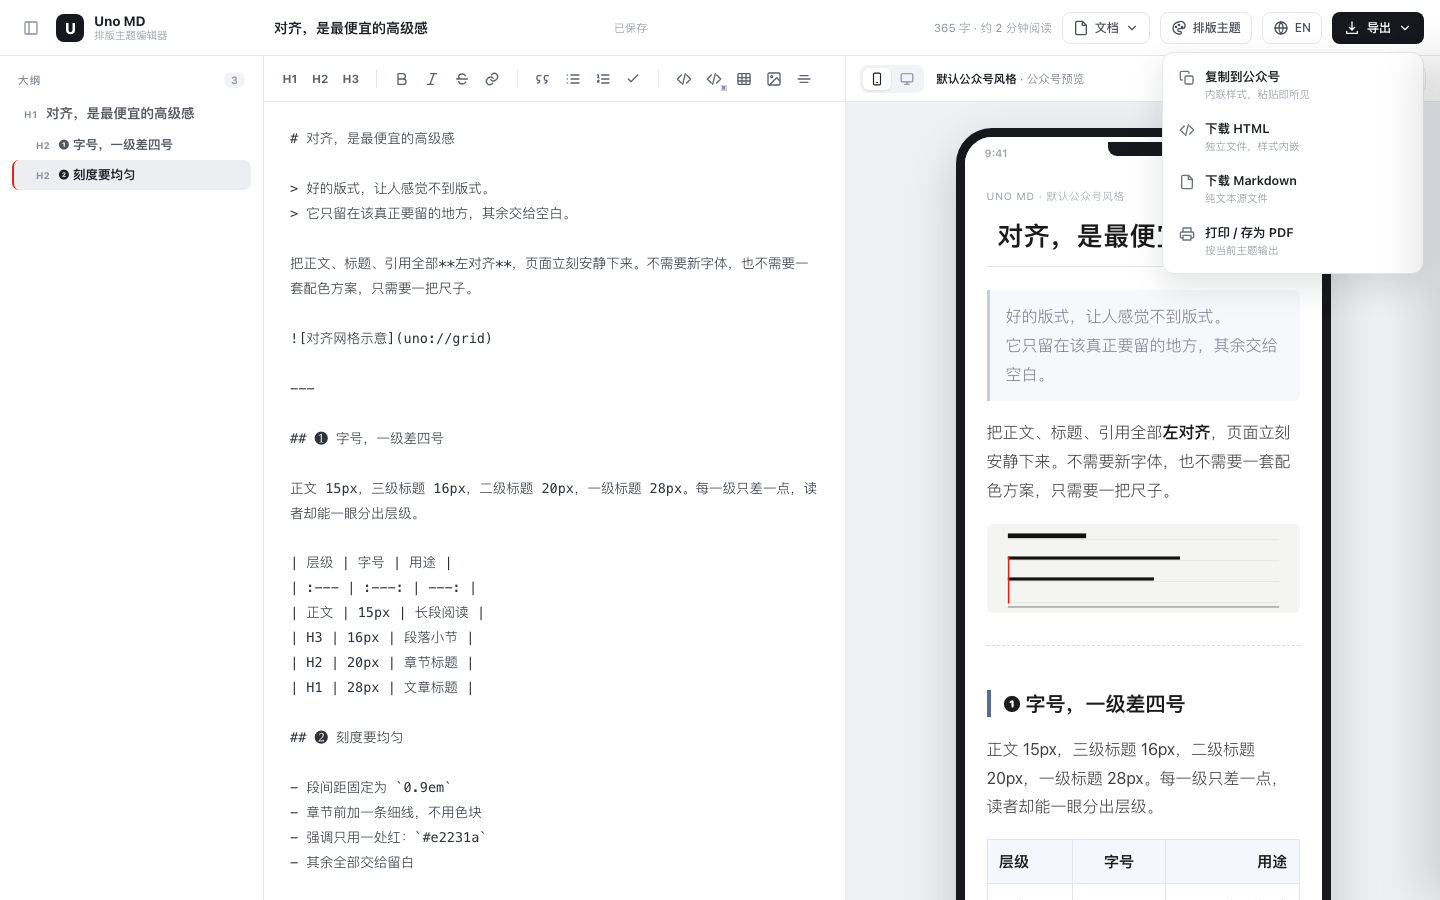 U
Uno MD
排版主题编辑器
对齐，是最便宜的高级感
已保存
365 字 · 约 2 分钟阅读
文档
排版主题
EN
导出
大纲
3
H1 对齐，是最便宜的高级感
H2 ❶ 字号，一级差四号
H2 ❷ 刻度要均匀
H1 H2 H3
# 对齐，是最便宜的高级感
> 好的版式，让人感觉不到版式。
> 它只留在该真正要留的地方，其余交给空白。
把正文、标题、引用全部**左对齐**，页面立刻安静下来。不需要新字体，也不需要一
套配色方案，只需要一把尺子。
![对齐网格示意](uno://grid)
---
## ❶ 字号，一级差四号
正文 15px，三级标题 16px，二级标题 20px，一级标题 28px。每一级只差一点，读
者却能一眼分出层级。
| 层级 | 字号 | 用途 |
| :--- | :---: | ---: |
| 正文 | 15px | 长段阅读 |
| H3 | 16px | 段落小节 |
| H2 | 20px | 章节标题 |
| H1 | 28px | 文章标题 |
## ❷ 刻度要均匀
- 段间距固定为 `0.9em`
- 章节前加一条细线，不用色块
- 强调只用一处红：`#e2231a`
- 其余全部交给留白
默认公众号风格 · 公众号预览
复制到公众号
内联样式，粘贴即所见
下载 HTML
独立文件，样式内嵌
下载 Markdown
纯文本源文件
打印 / 存为 PDF
按当前主题输出
9:41
UNO MD · 默认公众号风格
对齐，是最便
好的版式，让人感觉不到版式。
它只留在该真正要留的地方，其余交给
空白。
把正文、标题、引用全部左对齐，页面立刻
安静下来。不需要新字体，也不需要一套配
色方案，只需要一把尺子。
❶ 字号，一级差四号
正文 15px，三级标题 16px，二级标题
20px，一级标题 28px。每一级只差一点，
读者却能一眼分出层级。
层级 字号 用途